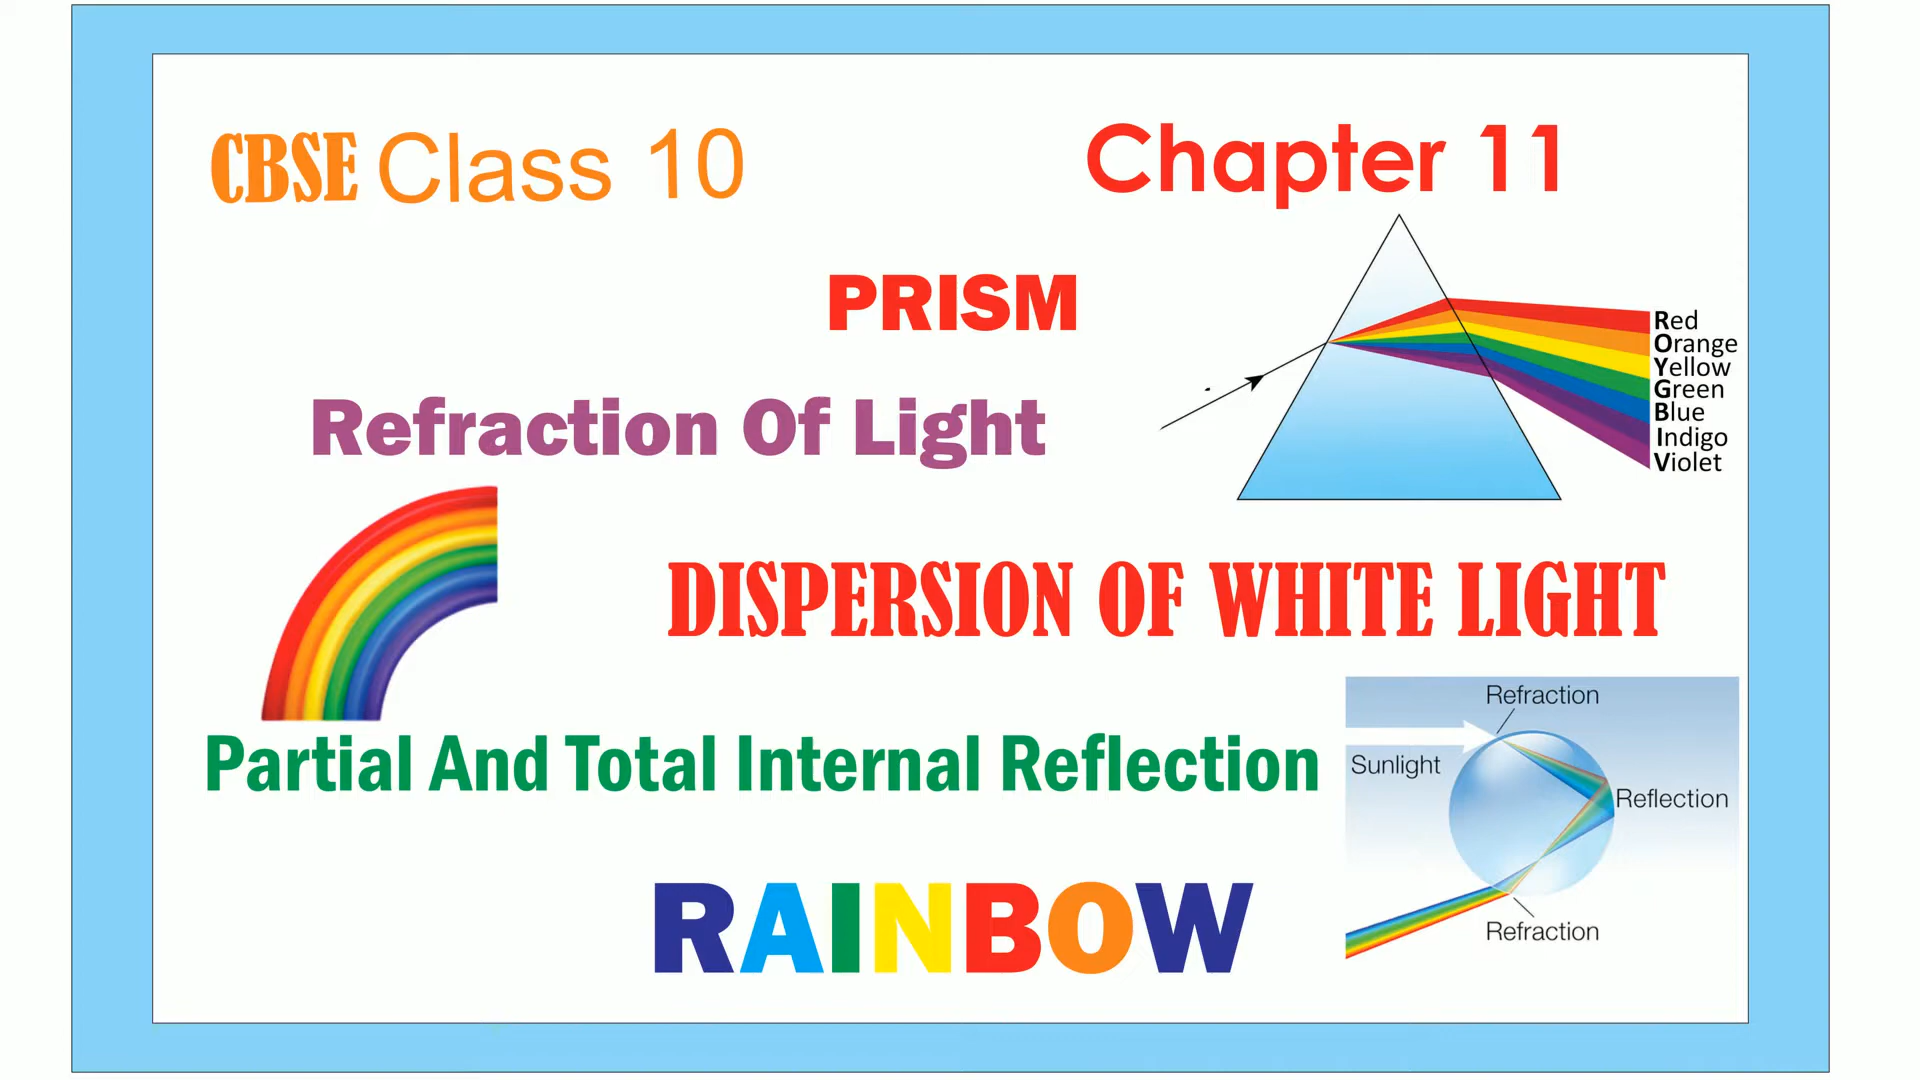 CBSE Class 10
Chapter 11
PRISM
Red
Orange
Yellow
Green
Blue
Indigo
Violet
Refraction Of Light
DISPERSION OF WHITE LIGHT
Refraction
Sunlight
Reflection
Refraction
Partial And Total Internal Reflection
RAINBOW